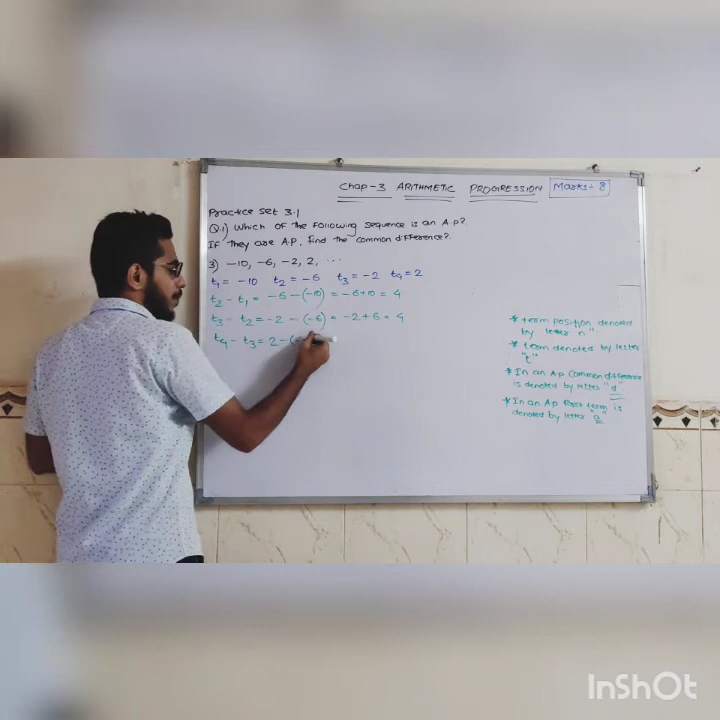 Chap-3 ARITHMETIC PROGRESSION Marks:- 8
Practice Set 3.1
Q.1) Which of the Following Sequence is an A.P?
IF they are A.P, find the Common difference?
3) -10, -6, -2, 2, ...
t1 = -10 t2 = -6 t3 = -2 t4 = 2
t2 - t1 = -6 - (-10) = -6+10 = 4
t3 - t2 = -2 - (-6) = -2+6 = 4
t4 - t3 = 2 - (
* term position denoted
by letter n"
* term denoted by letter
"t"
* In an A.p Common difference
is denoted by letter "d"
* In an A.p first term is
denoted by letter "a"
InShOt